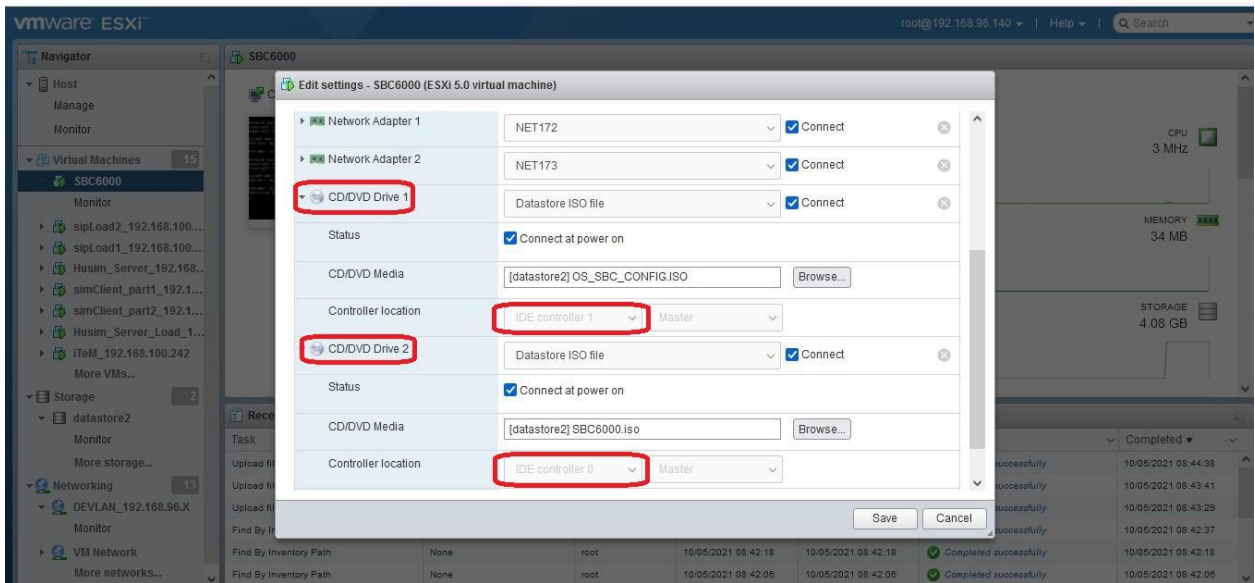 vmware ESXi
root@192.168.96.140 | Help | Search
Navigator
Host
Manage
Monitor
Virtual Machines 15
SBC6000
Monitor
sipLoad2_192.168.100....
sipLoad1_192.168.100....
Husim_Server_192.168..
simClient_part1_192.1...
simClient_part2_192.1...
Husim_Server_Load_1...
iTeM_192.168.100.242
More VMs...
Storage 2
datastore2
Monitor
More storage...
Networking 13
DEVLAN_192.168.96.X
Monitor
VM Network
More networks...
SBC6000
CPU
3 MHz
MEMORY
34 MB
STORAGE
4.08 GB
Edit settings - SBC6000 (ESXi 5.0 virtual machine)
Network Adapter 1 NET172 Connect
Network Adapter 2 NET173 Connect
CD/DVD Drive 1 Datastore ISO file Connect
Status Connect at power on
CD/DVD Media [datastore2] OS_SBC_CONFIG.ISO Browse...
Controller location IDE controller 1 Master
CD/DVD Drive 2 Datastore ISO file Connect
Status Connect at power on
CD/DVD Media [datastore2] SBC6000.iso Browse...
Controller location IDE controller 0 Master
Save Cancel
Rece
Task Completed
Upload fil uccessfully 10/05/2021 08:44:38
Upload fil uccessfully 10/05/2021 08:43:41
Upload fil uccessfully 10/05/2021 08:43:29
Find By In uccessfully 10/05/2021 08:42:37
Find By Inventory Path None root 10/05/2021 08:42:18 10/05/2021 08:42:18 Completed successfully 10/05/2021 08:42:18
Find By Inventory Path None root 10/05/2021 08:42:06 10/05/2021 08:42:06 Completed successfully 10/05/2021 08:42:06